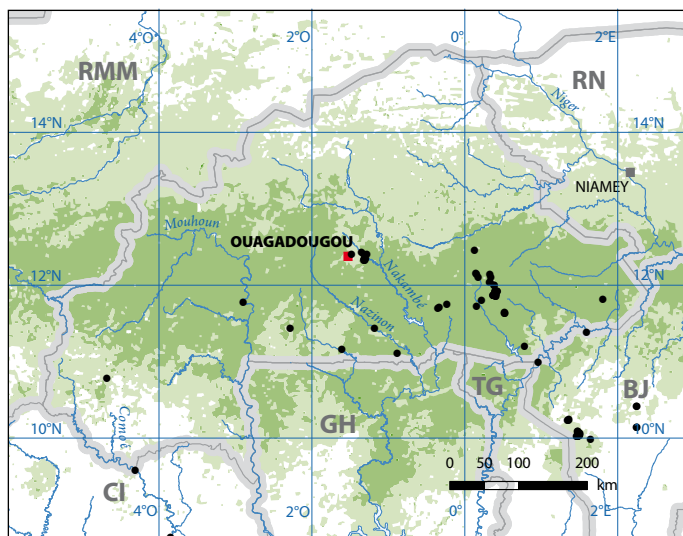 4°O 2°O 0° 2°E
RMM
RN
Niger
14°N 14°N
NIAMEY
Mouhoun
OUAGADOUGOU
Nakambé
12°N 12°N
Nazinon
TG
BJ
GH
Comoé
10°N 10°N
0 50 100 200
km
CI
4°O 2°O 0° 2°E